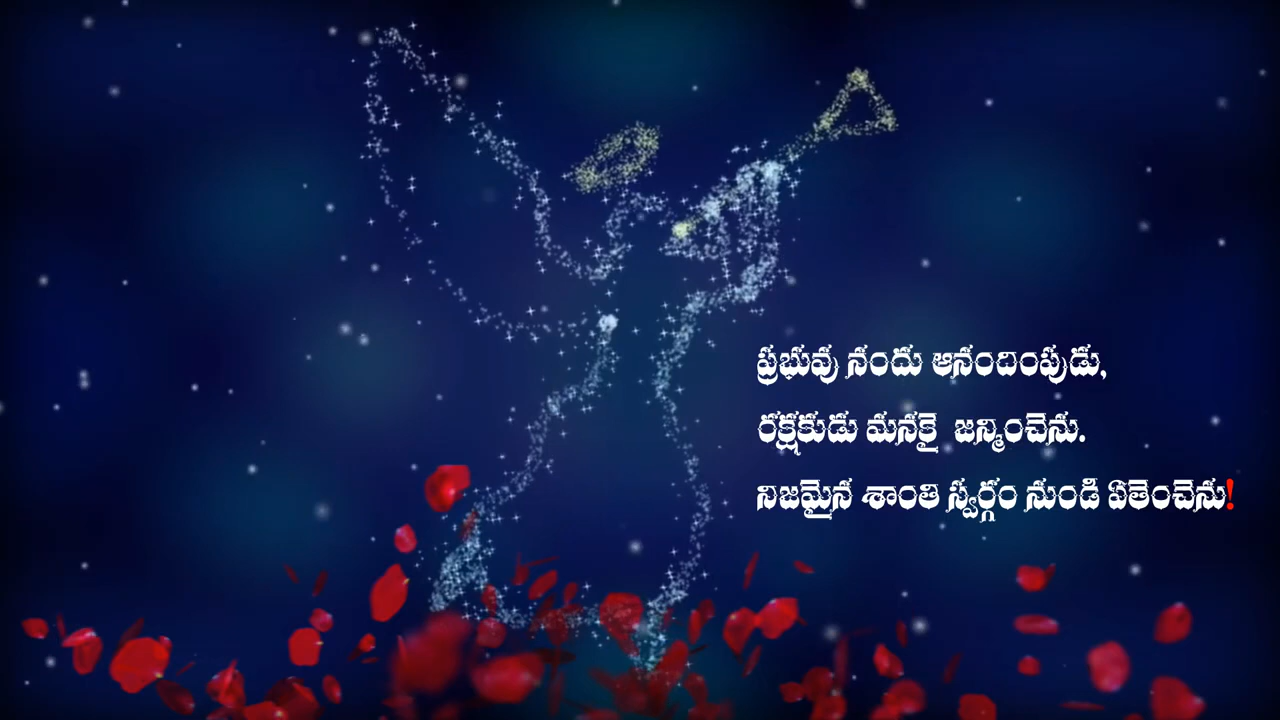 ప్రభువు నందు ఆనందింపుడు,
రక్షకుడు మనకై జన్మించెను.
నిజమైన శాంతి స్వర్గం నుండి ఏతెంచెను!